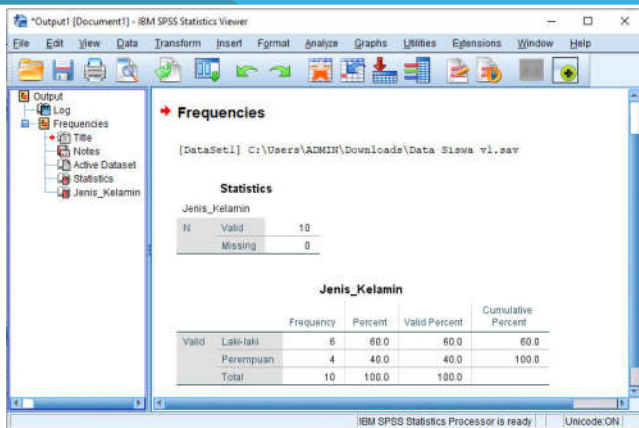 *Output1 [Document1] - IBM SPSS Statistics Viewer
File Edit View Data Transform Insert Format Analyze Graphs Utilities Extensions Window Help
Output
Log
Frequencies
Title
Notes
Active Dataset
Statistics
Jenis_Kelamin
Frequencies
[DataSet1] C:\Users\ADMIN\Downloads\Data Siswa v1.sav
Statistics
Jenis_Kelamin
N Valid 10
Missing 0
Jenis_Kelamin
Frequency Percent Valid Percent Cumulative Percent
Valid Laki-laki 6 60.0 60.0 60.0
Perempuan 4 40.0 40.0 100.0
Total 10 100.0 100.0
IBM SPSS Statistics Processor is ready Unicode:ON